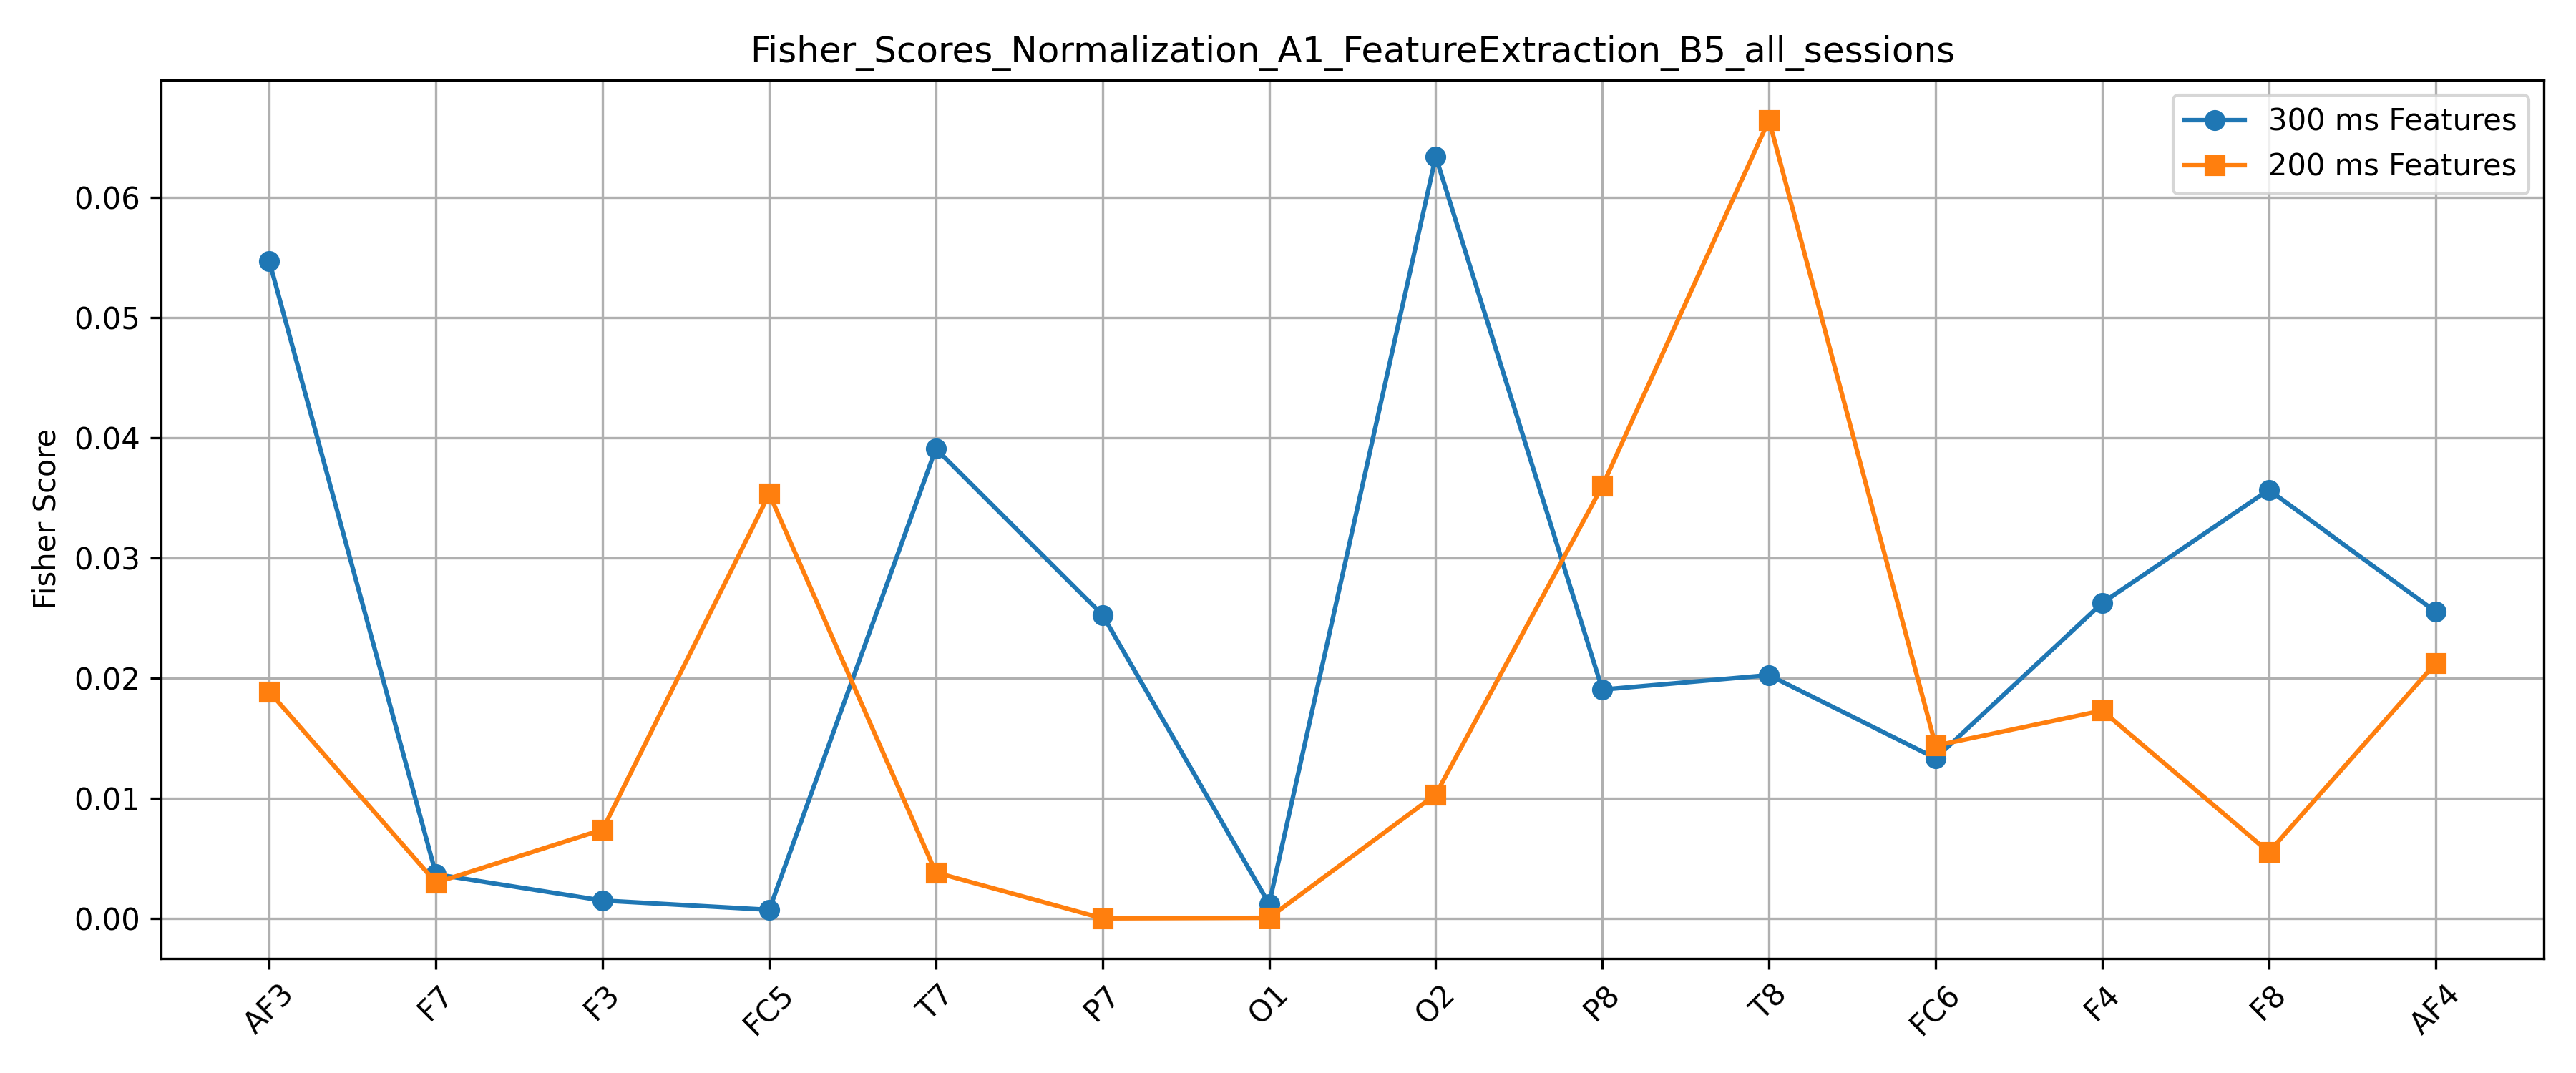 Fisher_Scores_Normalization_A1_FeatureExtraction_B5_all_sessions
300 ms Features
200 ms Features
Fisher Score
0.06
0.05
0.04
0.03
0.02
0.01
0.00
AF3
F7
F3
FC5
T7
P7
O1
O2
P8
T8
FC6
F4
F8
AF4